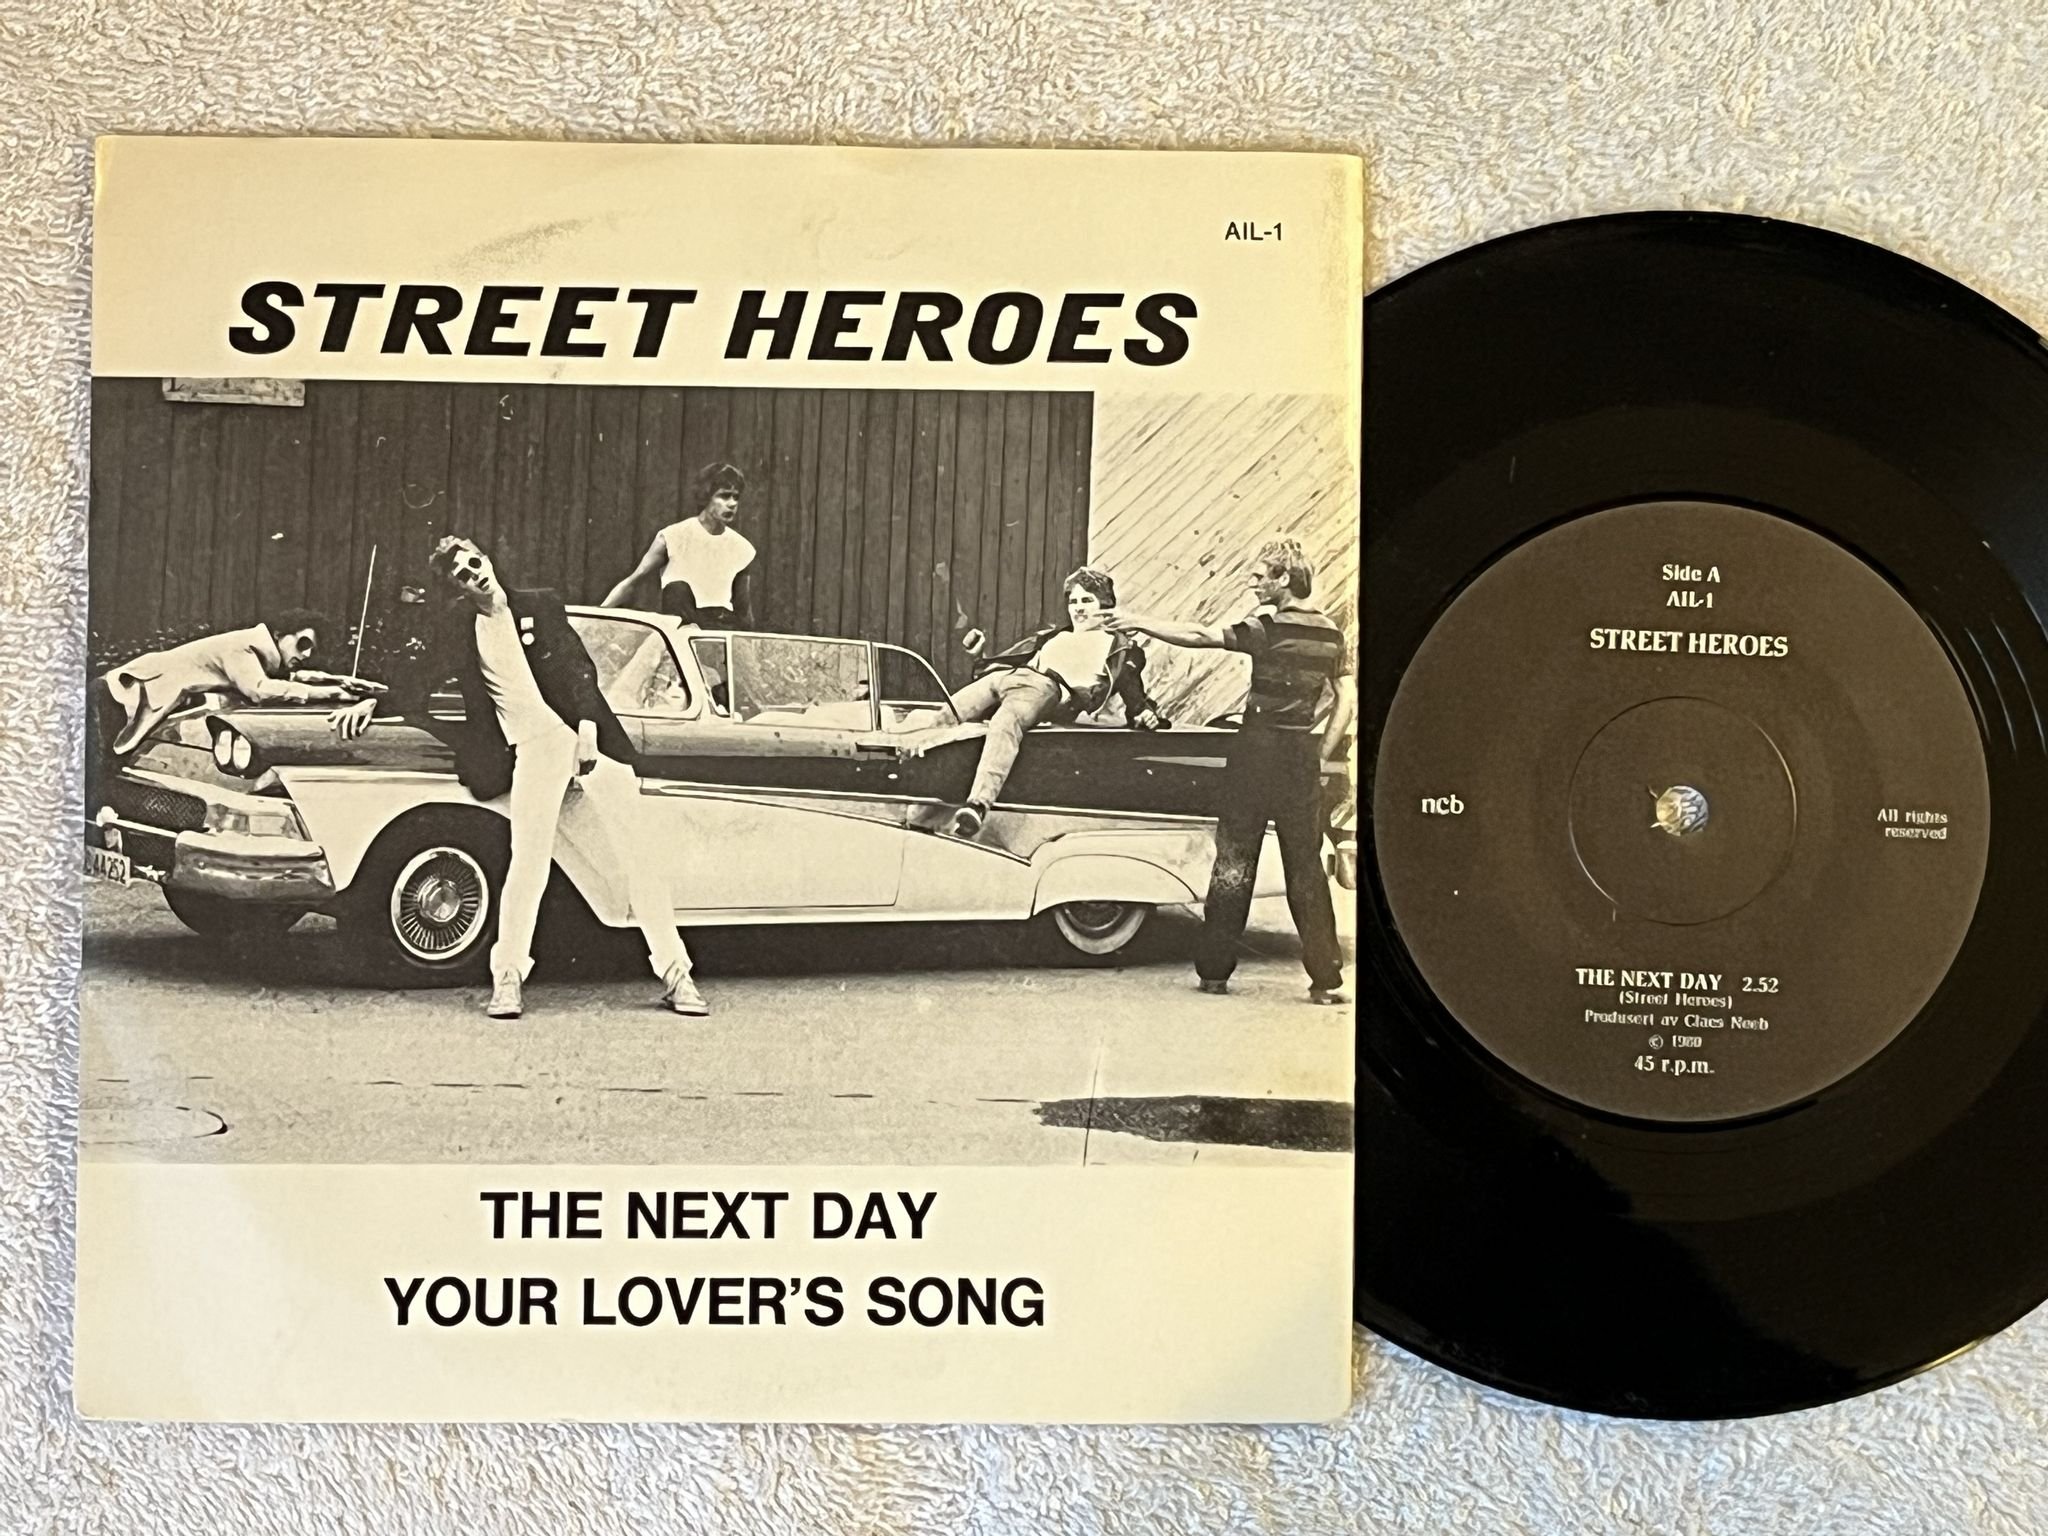 AIL-1
STREET HEROES
44252
THE NEXT DAY
YOUR LOVER'S SONG
Side A
AIL-1
STREET HEROES
ncb
All rights
reserved
THE NEXT DAY 2.52
(Street Heroes)
Produsert av Claes Neeb
© 1980
45 r.p.m.